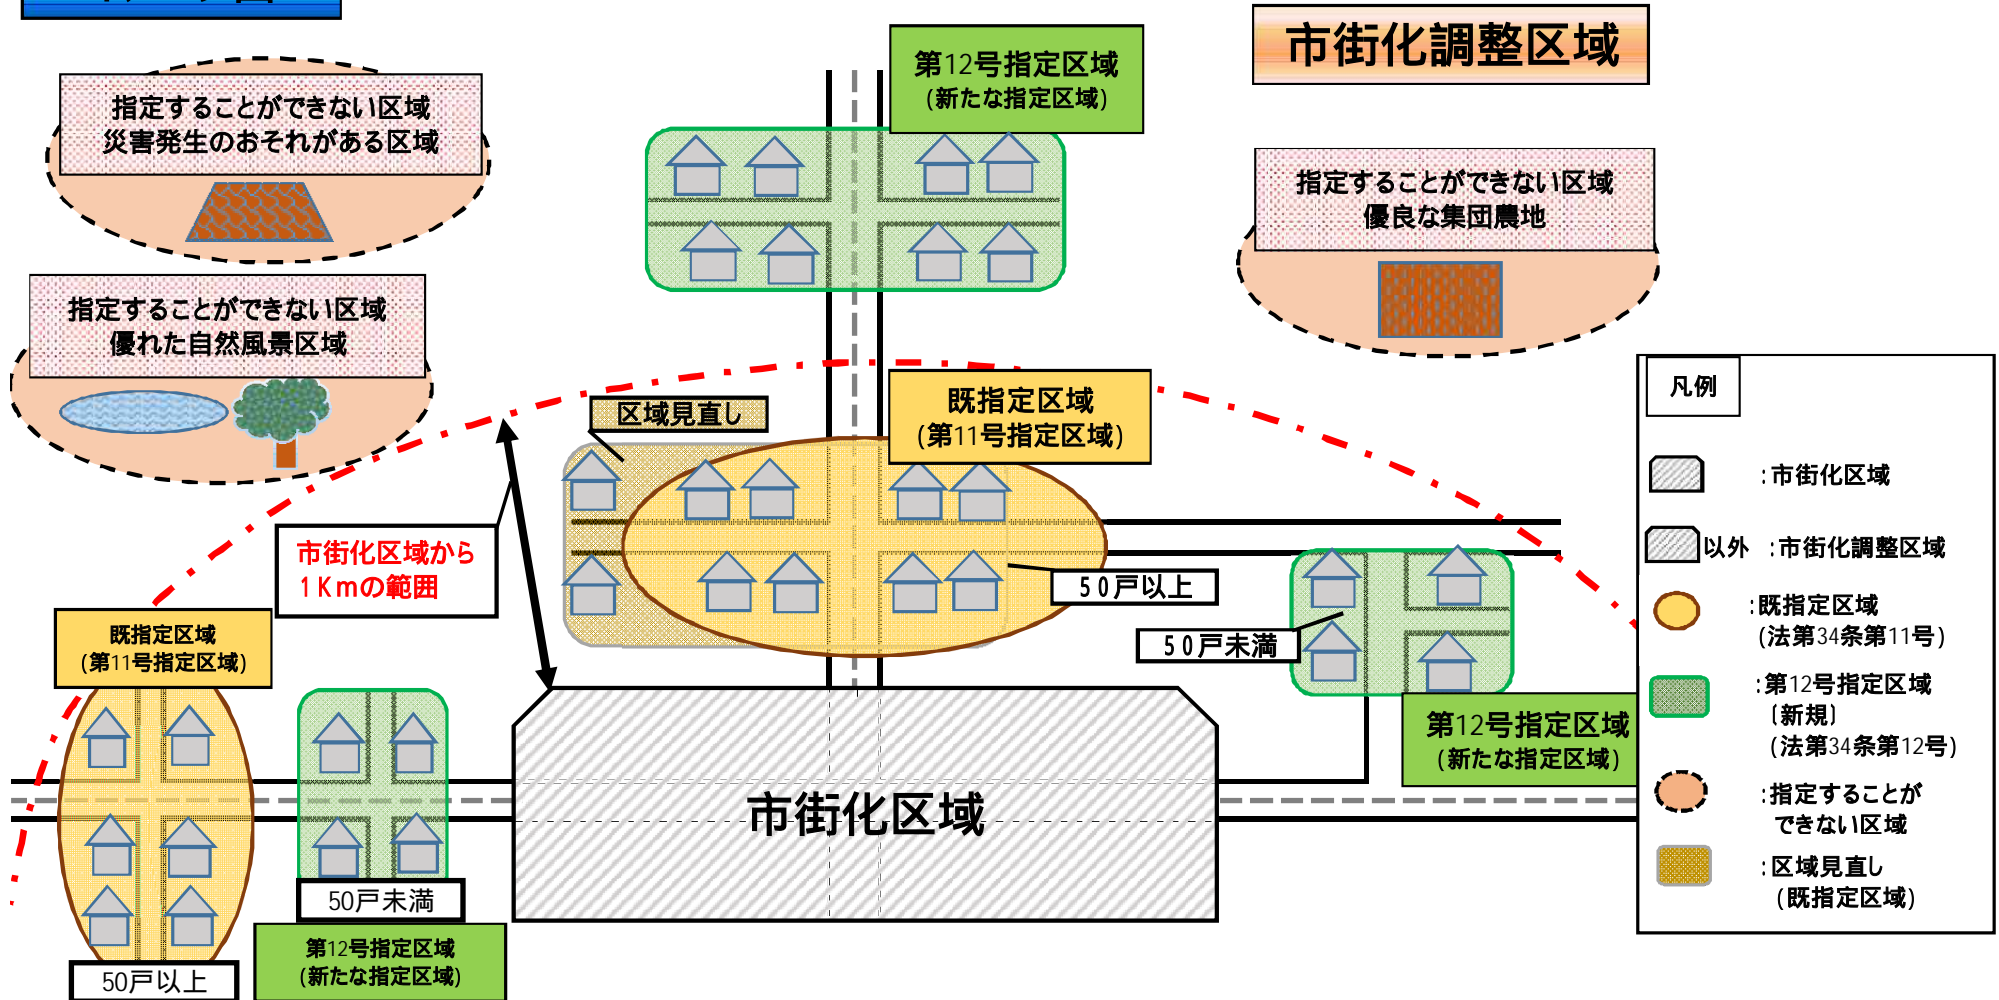 市街化調整区域
第12号指定区域
(新たな指定区域)
指定することができない区域
災害発生のおそれがある区域
指定することができない区域
優良な集団農地
指定することができない区域
優れた自然風景区域
区域見直し
既指定区域
(第11号指定区域)
市街化区域から
1Kmの範囲
50戸以上
50戸未満
第12号指定区域
(新たな指定区域)
既指定区域
(第11号指定区域)
50戸以上
50戸未満
第12号指定区域
(新たな指定区域)
市街化区域
凡例
:市街化区域
以外 :市街化調整区域
:既指定区域
(法第34条第11号)
:第12号指定区域
(新規)
(法第34条第12号)
:指定することが
できない区域
:区域見直し
(既指定区域)